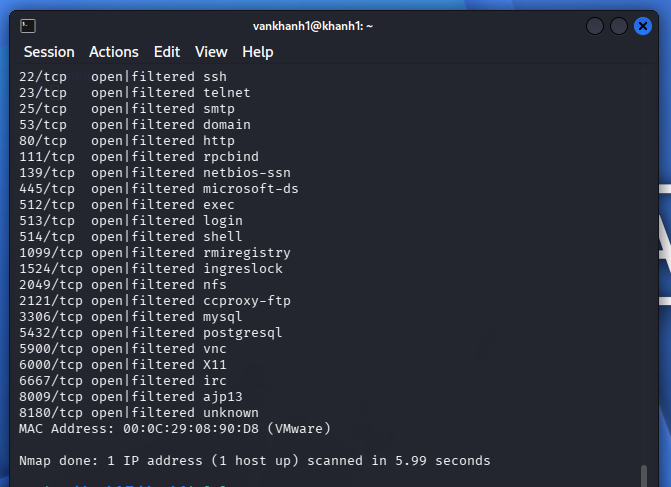 vankhanh1@khanh1: ~
Session Actions Edit View Help
22/tcp open|filtered ssh
23/tcp open|filtered telnet
25/tcp open|filtered smtp
53/tcp open|filtered domain
80/tcp open|filtered http
111/tcp open|filtered rpcbind
139/tcp open|filtered netbios-ssn
445/tcp open|filtered microsoft-ds
512/tcp open|filtered exec
513/tcp open|filtered login
514/tcp open|filtered shell
1099/tcp open|filtered rmiregistry
1524/tcp open|filtered ingreslock
2049/tcp open|filtered nfs
2121/tcp open|filtered ccproxy-ftp
3306/tcp open|filtered mysql
5432/tcp open|filtered postgresql
5900/tcp open|filtered vnc
6000/tcp open|filtered X11
6667/tcp open|filtered irc
8009/tcp open|filtered ajp13
8180/tcp open|filtered unknown
MAC Address: 00:0C:29:08:90:D8 (VMware)
Nmap done: 1 IP address (1 host up) scanned in 5.99 seconds